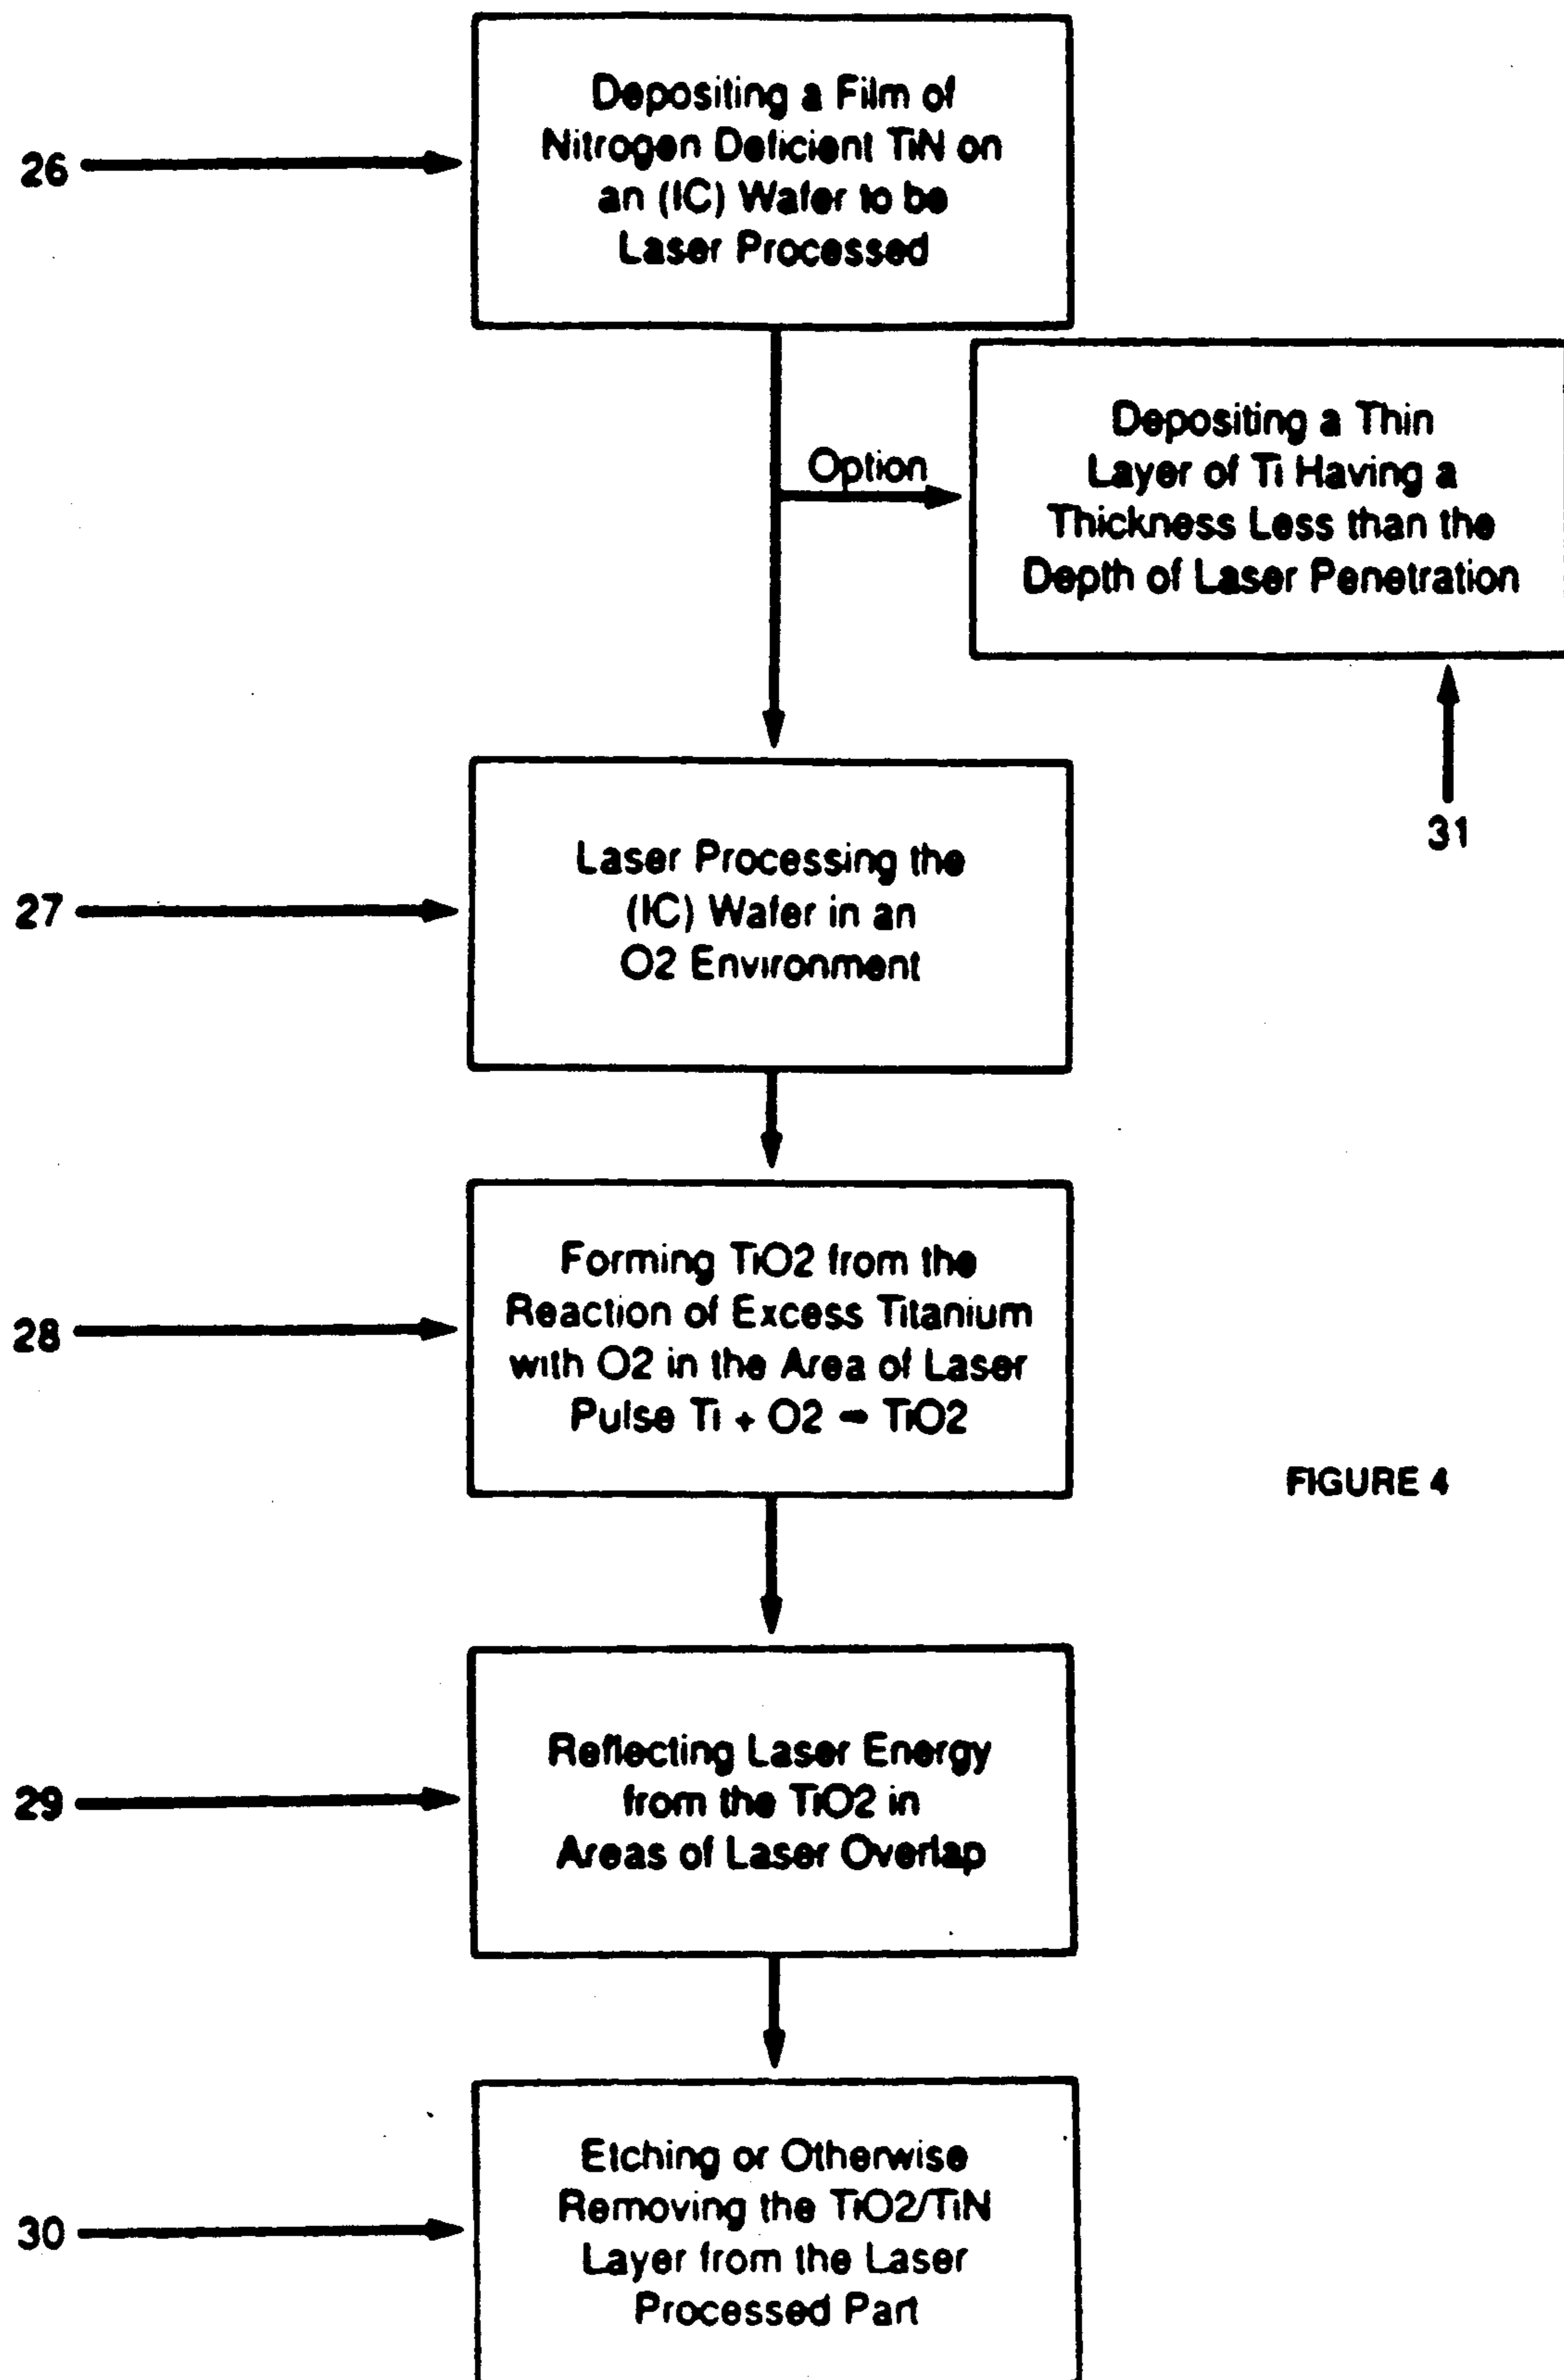 26
Depositing a Film of
Nitrogen Deficient TiN on
an (IC) Wafer to be
Laser Processed
Option
Depositing a Thin
Layer of Ti Having a
Thickness Less than the
Depth of Laser Penetration
31
27
Laser Processing the
(IC) Wafer in an
O2 Environment
28
Forming TiO2 from the
Reaction of Excess Titanium
with O2 in the Area of Laser
Pulse Ti + O2 → TiO2
FIGURE 4
29
Reflecting Laser Energy
from the TiO2 in
Areas of Laser Overlap
30
Etching or Otherwise
Removing the TiO2/TiN
Layer from the Laser
Processed Part